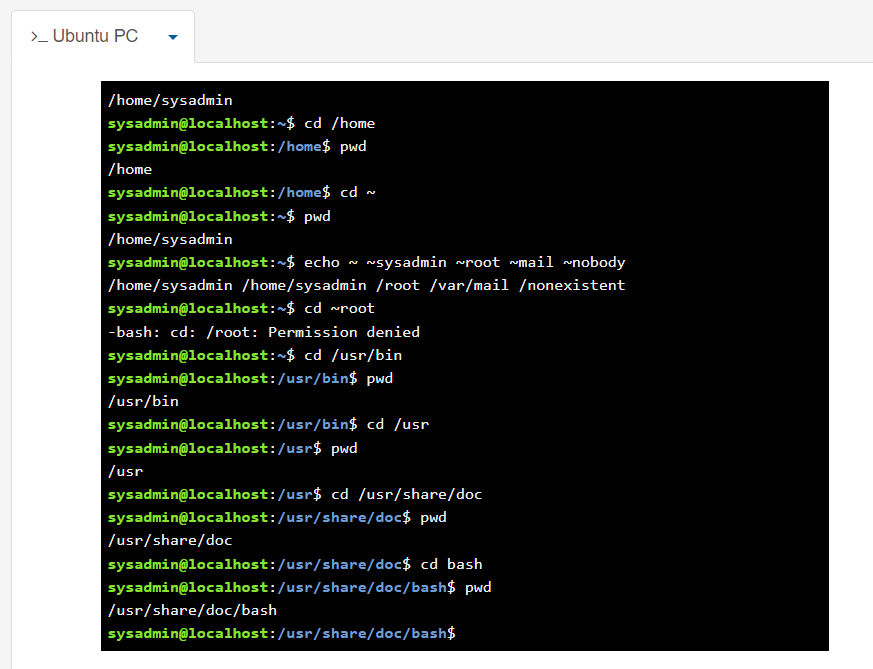 >_ Ubuntu PC
/home/sysadmin
sysadmin@localhost:~$ cd /home
sysadmin@localhost:/home$ pwd
/home
sysadmin@localhost:/home$ cd ~
sysadmin@localhost:~$ pwd
/home/sysadmin
sysadmin@localhost:~$ echo ~ ~sysadmin ~root ~mail ~nobody
/home/sysadmin /home/sysadmin /root /var/mail /nonexistent
sysadmin@localhost:~$ cd ~root
-bash: cd: /root: Permission denied
sysadmin@localhost:~$ cd /usr/bin
sysadmin@localhost:/usr/bin$ pwd
/usr/bin
sysadmin@localhost:/usr/bin$ cd /usr
sysadmin@localhost:/usr$ pwd
/usr
sysadmin@localhost:/usr$ cd /usr/share/doc
sysadmin@localhost:/usr/share/doc$ pwd
/usr/share/doc
sysadmin@localhost:/usr/share/doc$ cd bash
sysadmin@localhost:/usr/share/doc/bash$ pwd
/usr/share/doc/bash
sysadmin@localhost:/usr/share/doc/bash$